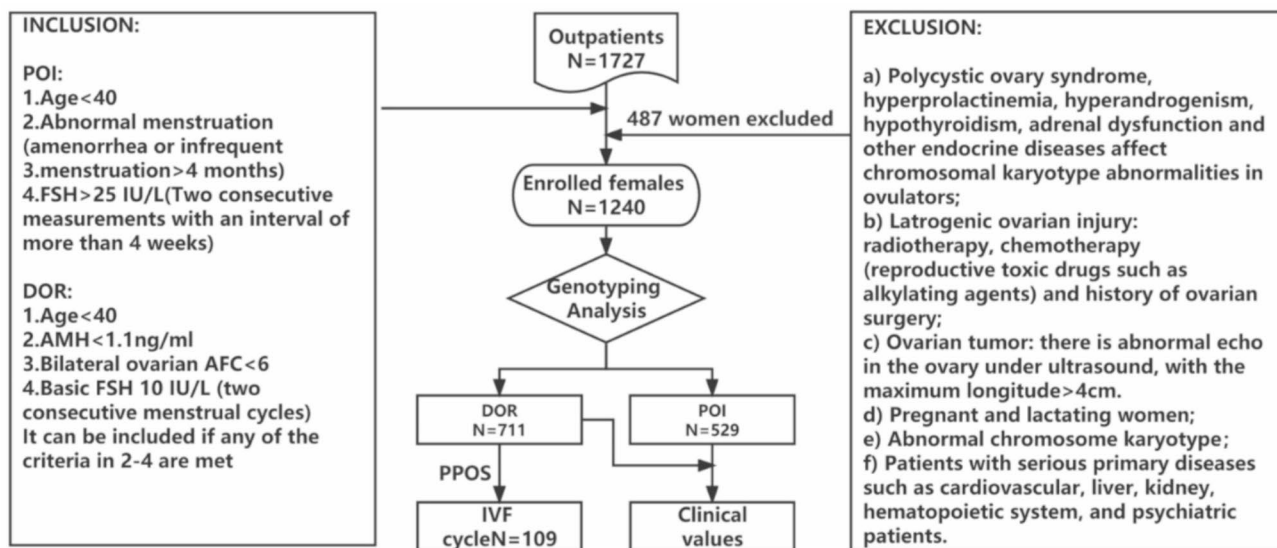 INCLUSION:
POI:
1.Age<40
2.Abnormal menstruation
(amenorrhea or infrequent
3.menstruation>4 months)
4.FSH>25 IU/L(Two consecutive
measurements with an interval of
more than 4 weeks)
DOR:
1.Age<40
2.AMH<1.1ng/ml
3.Bilateral ovarian AFC<6
4.Basic FSH 10 IU/L (two
consecutive menstrual cycles)
It can be included if any of the
criteria in 2-4 are met
Outpatients
N=1727
487 women excluded
Enrolled females
N=1240
Genotyping
Analysis
DOR
N=711
POI
N=529
PPOS
IVF
cycleN=109
Clinical
values
EXCLUSION:
a) Polycystic ovary syndrome,
hyperprolactinemia, hyperandrogenism,
hypothyroidism, adrenal dysfunction and
other endocrine diseases affect
chromosomal karyotype abnormalities in
ovulators;
b) Latrogenic ovarian injury:
radiotherapy, chemotherapy
(reproductive toxic drugs such as
alkylating agents) and history of ovarian
surgery;
c) Ovarian tumor: there is abnormal echo
in the ovary under ultrasound, with the
maximum longitude>4cm.
d) Pregnant and lactating women;
e) Abnormal chromosome karyotype;
f) Patients with serious primary diseases
such as cardiovascular, liver, kidney,
hematopoietic system, and psychiatric
patients.